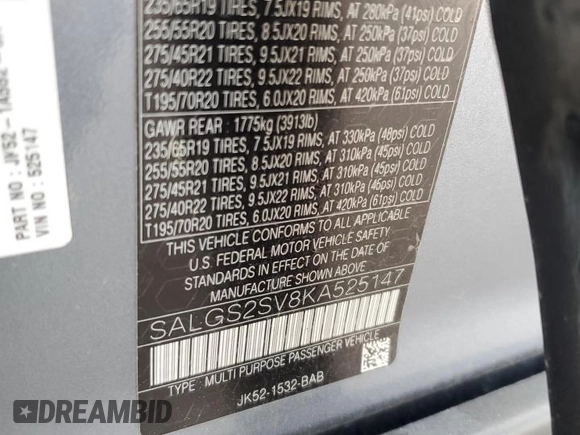 235/65R19 TIRES, 7.5JX19 RIMS, AT 280kPa (41psi) COLD
255/55R20 TIRES, 8.5JX20 RIMS, AT 250kPa (37psi) COLD
275/45R21 TIRES, 9.5JX21 RIMS, AT 250kPa (37psi) COLD
275/40R22 TIRES, 9.5JX22 RIMS, AT 250kPa (37psi) COLD
T195/70R20 TIRES, 6.0JX20 RIMS, AT 420kPa (61psi) COLD
GAWR REAR : 1775kg (3913lb)
235/65R19 TIRES, 7.5JX19 RIMS, AT 330kPa (48psi) COLD
255/55R20 TIRES, 8.5JX20 RIMS, AT 310kPa (45psi) COLD
275/45R21 TIRES, 9.5JX21 RIMS, AT 310kPa (45psi) COLD
275/40R22 TIRES, 9.5JX22 RIMS, AT 310kPa (45psi) COLD
T195/70R20 TIRES, 6.0JX20 RIMS, AT 420kPa (61psi) COLD
THIS VEHICLE CONFORMS TO ALL APPLICABLE
U.S. FEDERAL MOTOR VEHICLE SAFETY
STANDARDS IN EFFECT ON THE DATE OF
MANUFACTURE SHOWN ABOVE.
SALGS2SV8KA525147
TYPE: MULTI PURPOSE PASSENGER VEHICLE
JK52-1532-BAB
PART NO :
VIN NO : 525147
DREAMBID